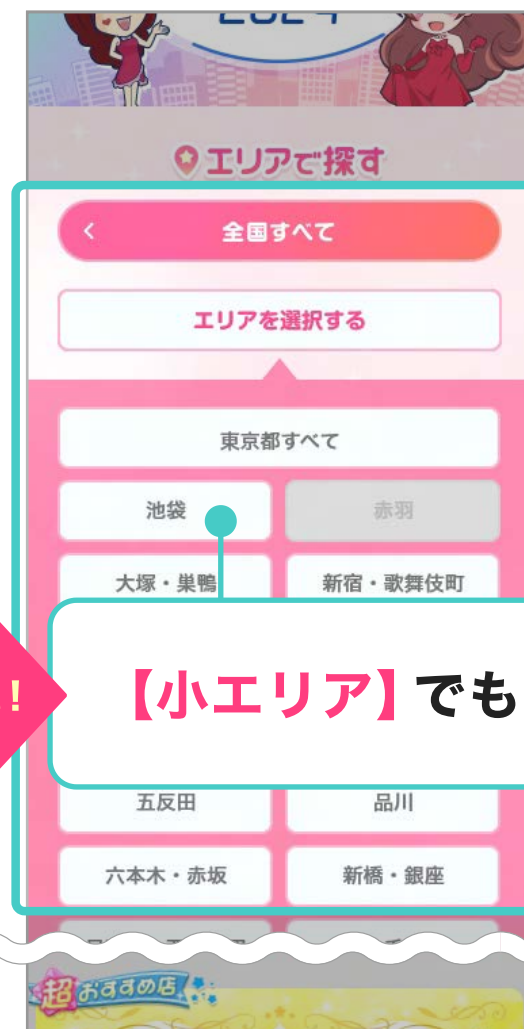 2024
エリアで探す
全国すべて
エリアを選択する
東京都すべて
池袋
赤羽
大塚・巣鴨
新宿・歌舞伎町
!
【小エリア】でも
五反田
品川
六本木・赤坂
新橋・銀座
超おすすめ店